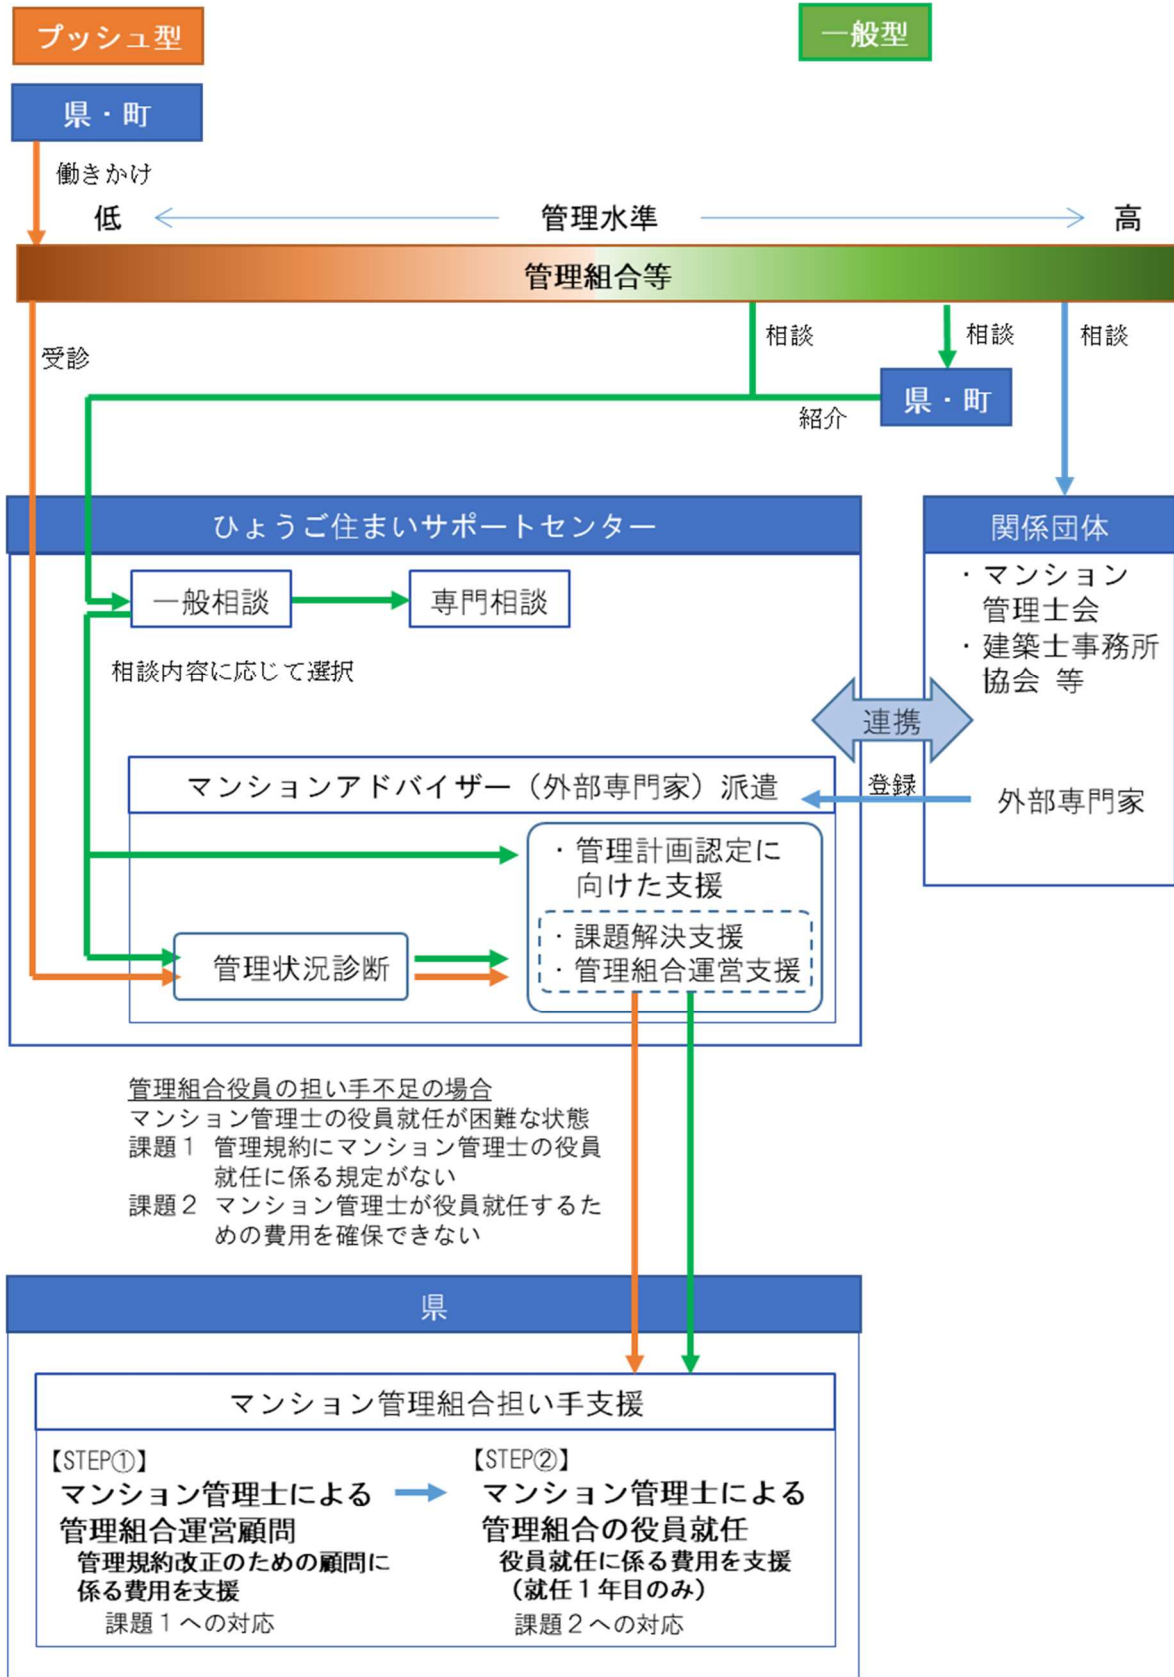 プッシュ型
一般型
県・町
働きかけ
低
管理水準
高
管理組合等
受診
相談
相談
相談
県・町
紹介
ひょうご住まいサポートセンター
関係団体
・マンション
管理士会
・建築士事務所
協会 等
一般相談
専門相談
相談内容に応じて選択
連携
マンションアドバイザー（外部専門家）派遣
登録
外部専門家
・管理計画認定に
向けた支援
・課題解決支援
・管理組合運営支援
管理状況診断
管理組合役員の担い手不足の場合
マンション管理士の役員就任が困難な状態
課題１ 管理規約にマンション管理士の役員
就任に係る規定がない
課題２ マンション管理士が役員就任するた
めの費用を確保できない
県
マンション管理組合担い手支援
【STEP①】
マンション管理士による
管理組合運営顧問
管理規約改正のための顧問に
係る費用を支援
課題１への対応
【STEP②】
マンション管理士による
管理組合の役員就任
役員就任に係る費用を支援
（就任１年目のみ）
課題２への対応